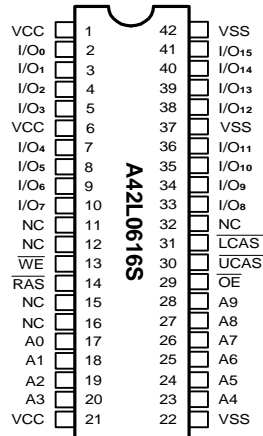 VCC 1 42 VSS
I/O0 2 41 I/O15
I/O1 3 40 I/O14
I/O2 4 39 I/O13
I/O3 5 38 I/O12
VCC 6 37 VSS
I/O4 7 36 I/O11
I/O5 8 35 I/O10
I/O6 9 34 I/O9
I/O7 10 33 I/O8
NC 11 32 NC
NC 12 31 LCAS
WE 13 30 UCAS
RAS 14 29 OE
NC 15 28 A9
NC 16 27 A8
A0 17 26 A7
A1 18 25 A6
A2 19 24 A5
A3 20 23 A4
VCC 21 22 VSS
A42L0616S